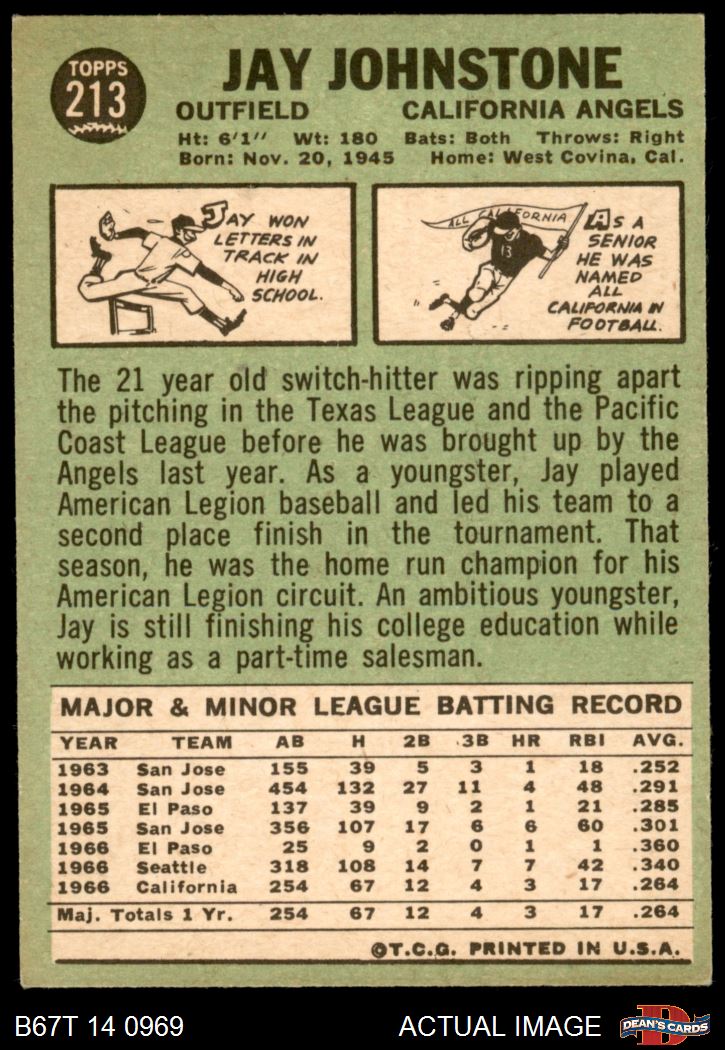 TOPPS
213
JAY JOHNSTONE
OUTFIELD CALIFORNIA ANGELS
Ht: 6'1'' Wt: 180 Bats: Both Throws: Right
Born: Nov. 20, 1945 Home: West Covina, Cal.
JAY WON
LETTERS IN
TRACK IN
HIGH
SCHOOL.
ALL CALIFORNIA
13
AS A
SENIOR
HE WAS
NAMED
ALL
CALIFORNIA IN
FOOTBALL.
The 21 year old switch-hitter was ripping apart
the pitching in the Texas League and the Pacific
Coast League before he was brought up by the
Angels last year. As a youngster, Jay played
American Legion baseball and led his team to a
second place finish in the tournament. That
season, he was the home run champion for his
American Legion circuit. An ambitious youngster,
Jay is still finishing his college education while
working as a part-time salesman.
MAJOR & MINOR LEAGUE BATTING RECORD
YEAR TEAM AB H 2B 3B HR RBI AVG.
1963 San Jose 155 39 5 3 1 18 .252
1964 San Jose 454 132 27 11 4 48 .291
1965 El Paso 137 39 9 2 1 21 .285
1965 San Jose 356 107 17 6 6 60 .301
1966 El Paso 25 9 2 0 1 1 .360
1966 Seattle 318 108 14 7 7 42 .340
1966 California 254 67 12 4 3 17 .264
Maj. Totals 1 Yr. 254 67 12 4 3 17 .264
©T.C.G. PRINTED IN U.S.A.
B67T 14 0969 ACTUAL IMAGE
DEAN'S CARDS